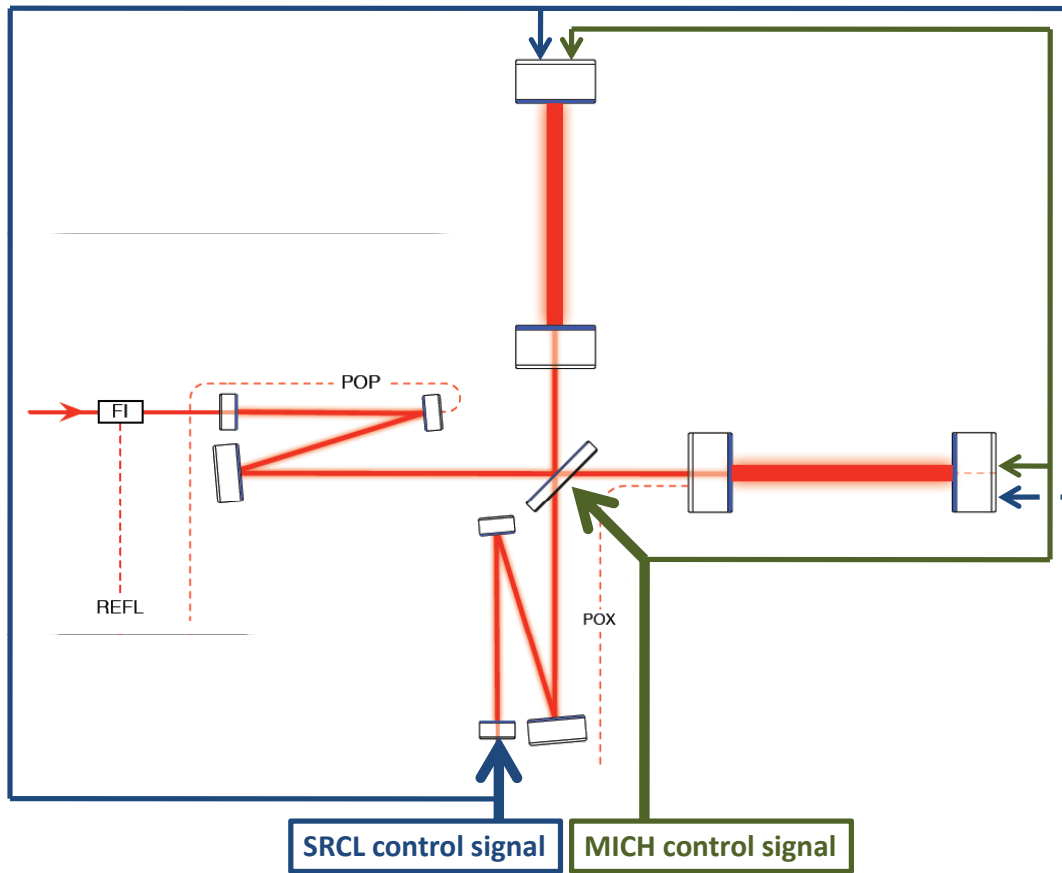 POP
FI
REFL
POX
SRCL control signal
MICH control signal